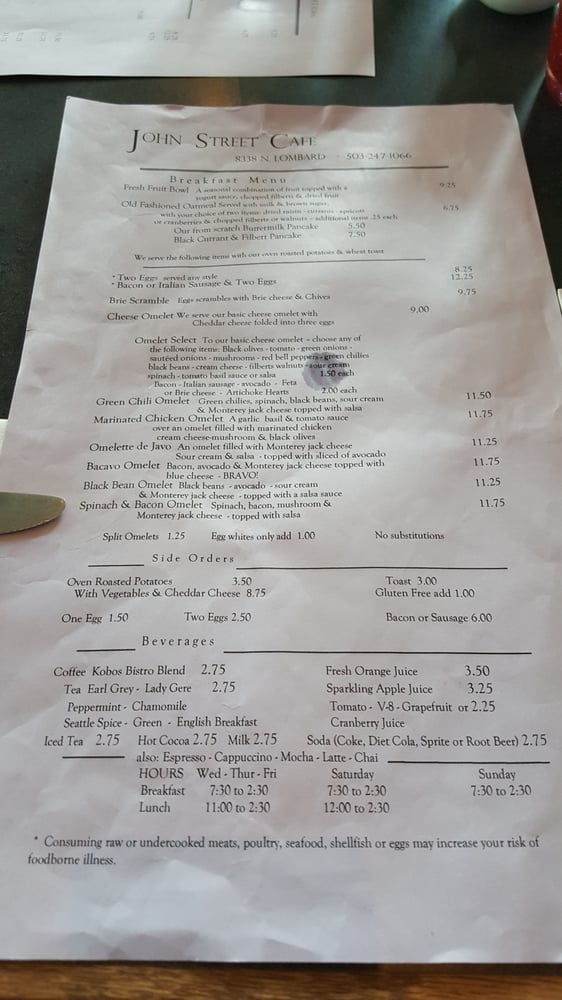 JOHN STREET CAFE
8338 N. LOMBARD - 503-247-1066
Breakfast Menu
Fresh Fruit Bowl A seasonal combination of fruit topped with a 9.25
yogurt sauce, chopped filberts & dried fruit
Old Fashioned Oatmeal Served with milk & brown sugar, 6.75
with your choice of two items: dried raisin - currants - apricots
or cranberries & chopped filberts or walnuts - additional items .25 each
Our from scratch Buttermilk Pancake 5.50
Black Currant & Filbert Pancake 7.50
We serve the following items with our oven roasted potatoes & wheat toast
* Two Eggs served any style 8.25
* Bacon or Italian Sausage & Two Eggs 12.25
Brie Scramble Eggs scrambles with Brie cheese & Chives 9.75
Cheese Omelet We serve our basic cheese omelet with 9.00
Cheddar cheese folded into three eggs
Omelet Select To our basic cheese omelet - choose any of
the following items: Black olives - tomato - green onions -
sautéed onions - mushrooms - red bell peppers - green chilies
black beans - cream cheese - filberts walnuts - sour cream
spinach - tomato basil sauce or salsa 1.50 each
Bacon - Italian sausage - avocado - Feta
or Brie cheese - Artichoke Hearts 2.00 each
Green Chili Omelet Green chilies, spinach, black beans, sour cream 11.50
& Monterey jack cheese topped with salsa
Marinated Chicken Omelet A garlic basil & tomato sauce 11.75
over an omelet filled with marinated chicken
cream cheese-mushroom & black olives
Omelette de Javo An omelet filled with Monterey jack cheese 11.25
Sour cream & salsa - topped with sliced of avocado
Bacavo Omelet Bacon, avocado & Monterey jack cheese topped with 11.75
blue cheese - BRAVO!
Black Bean Omelet Black beans - avocado - sour cream 11.25
& Monterey jack cheese - topped with a salsa sauce
Spinach & Bacon Omelet Spinach, bacon, mushroom & 11.75
Monterey jack cheese - topped with salsa
Split Omelets 1.25 Egg whites only add 1.00 No substitutions
Side Orders
Oven Roasted Potatoes 3.50 Toast 3.00
With Vegetables & Cheddar Cheese 8.75 Gluten Free add 1.00
One Egg 1.50 Two Eggs 2.50 Bacon or Sausage 6.00
Beverages
Coffee Kobos Bistro Blend 2.75 Fresh Orange Juice 3.50
Tea Earl Grey - Lady Gere 2.75 Sparkling Apple Juice 3.25
Peppermint - Chamomile Tomato - V-8 - Grapefruit or 2.25
Seattle Spice - Green - English Breakfast Cranberry Juice
Iced Tea 2.75 Hot Cocoa 2.75 Milk 2.75 Soda (Coke, Diet Cola, Sprite or Root Beer) 2.75
also: Espresso - Cappuccino - Mocha - Latte - Chai
HOURS Wed - Thur - Fri Saturday Sunday
Breakfast 7:30 to 2:30 7:30 to 2:30 7:30 to 2:30
Lunch 11:00 to 2:30 12:00 to 2:30
* Consuming raw or undercooked meats, poultry, seafood, shellfish or eggs may increase your risk of
foodborne illness.